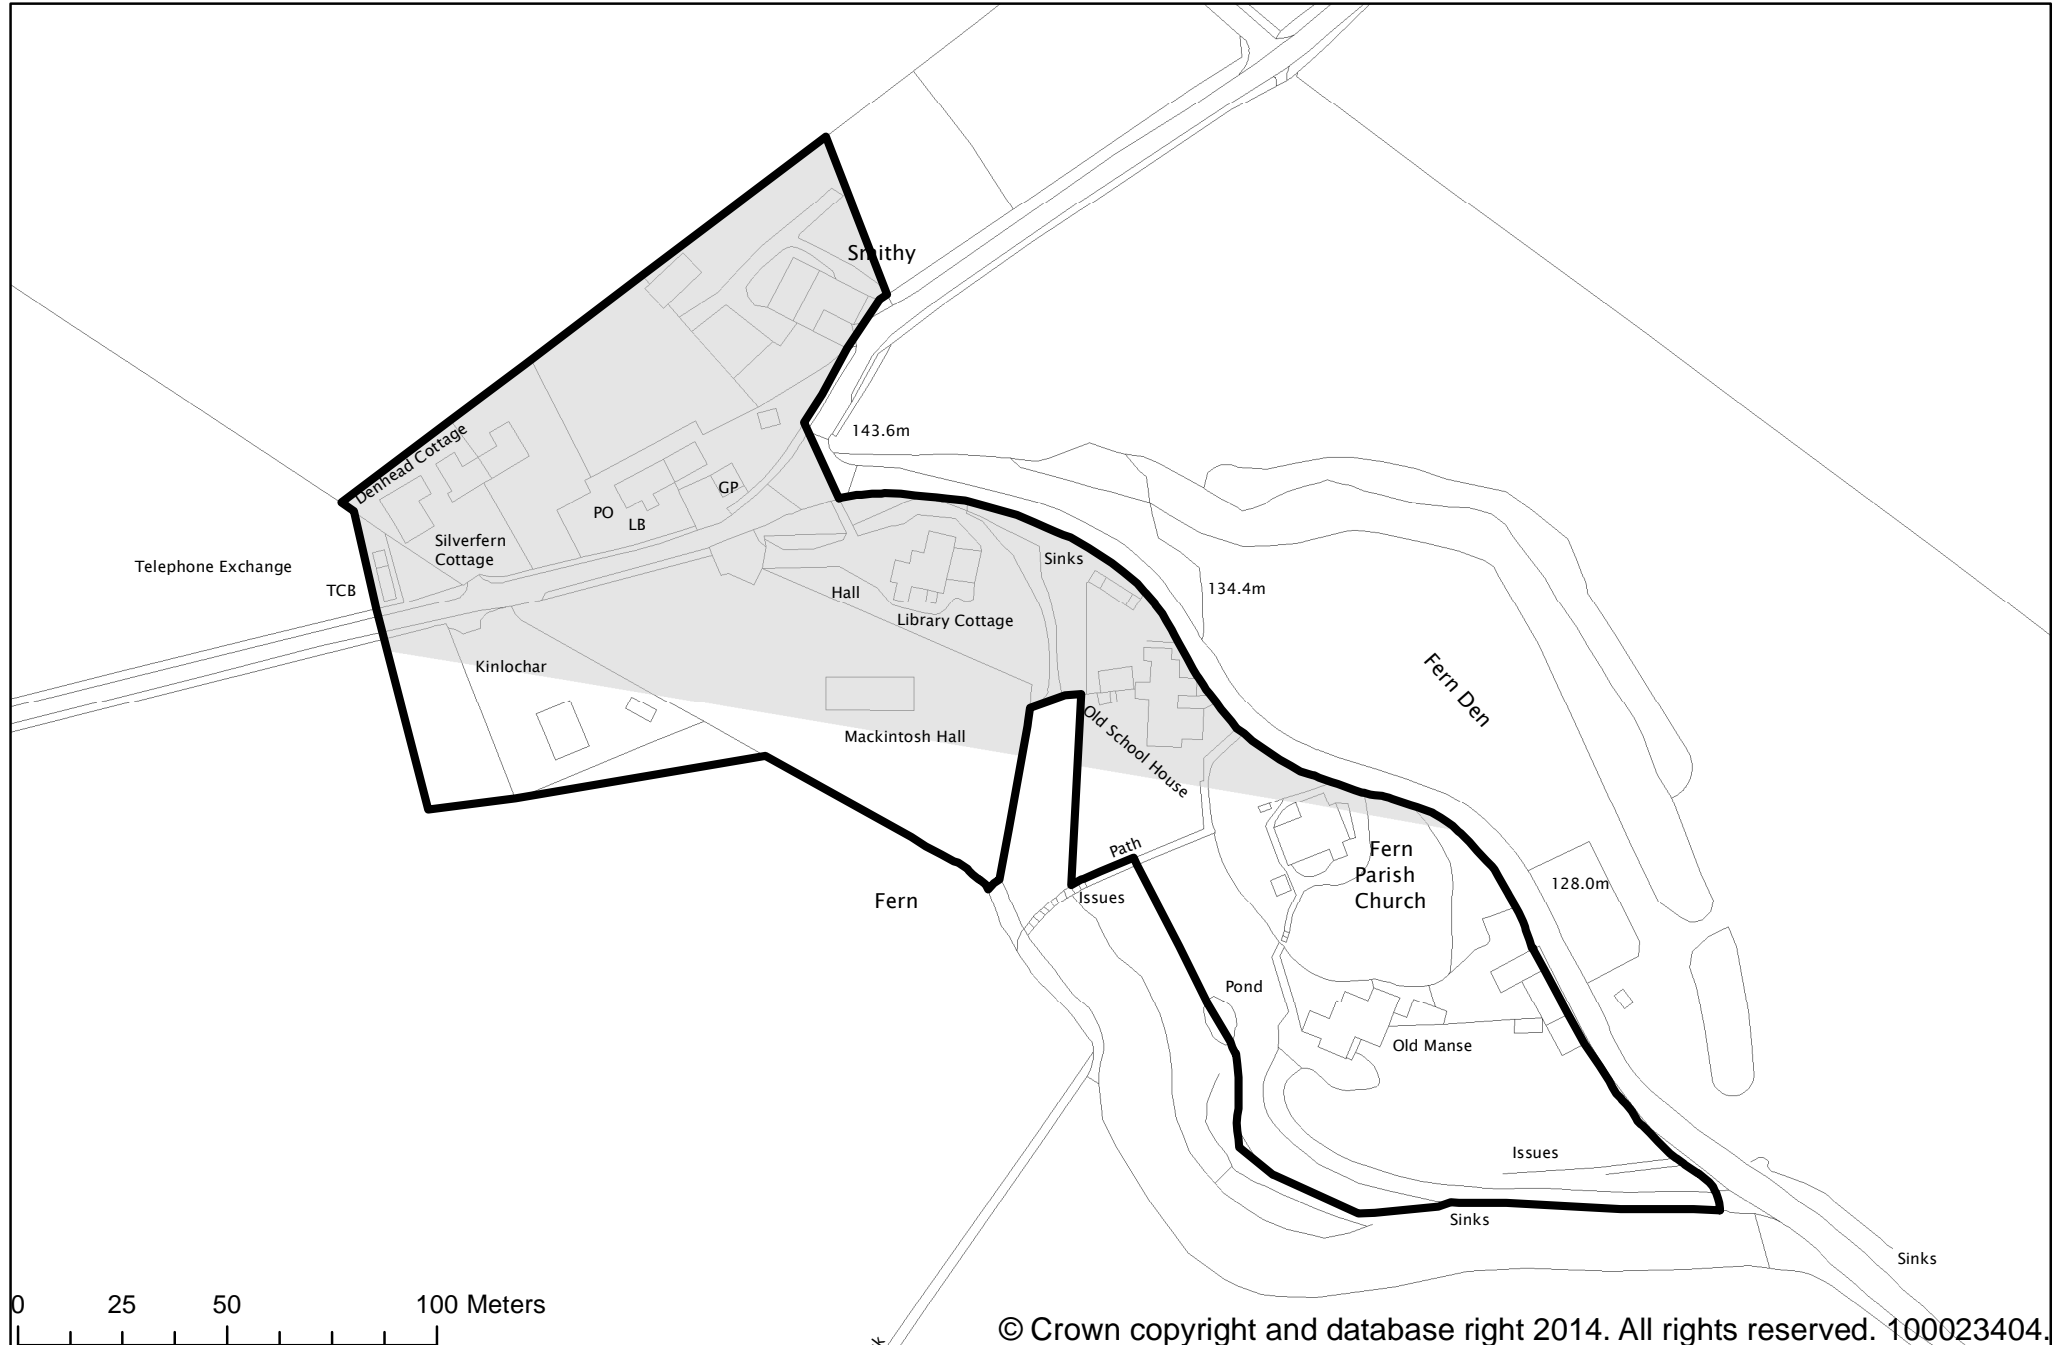 Smithy
143.6m
Denhead Cottage
GP
PO
LB
Silverfern
Cottage
Telephone Exchange
TCB
Sinks
134.4m
Hall
Library Cottage
Kinlochar
Fern Den
Mackintosh Hall
Old School House
Path
Fern
Parish
Church
128.0m
Issues
Fern
Pond
Old Manse
Issues
Sinks
Sinks
0 25 50 100 Meters
k
© Crown copyright and database right 2014. All rights reserved. 100023404.